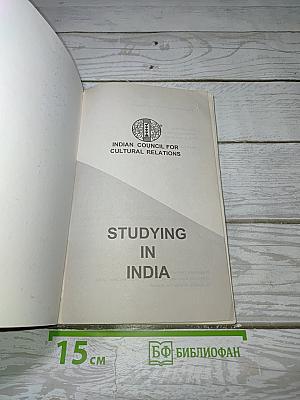 INDIAN COUNCIL FOR
CULTURAL RELATIONS
STUDYING
IN
INDIA
15 см
БФ БИБЛИОФАН